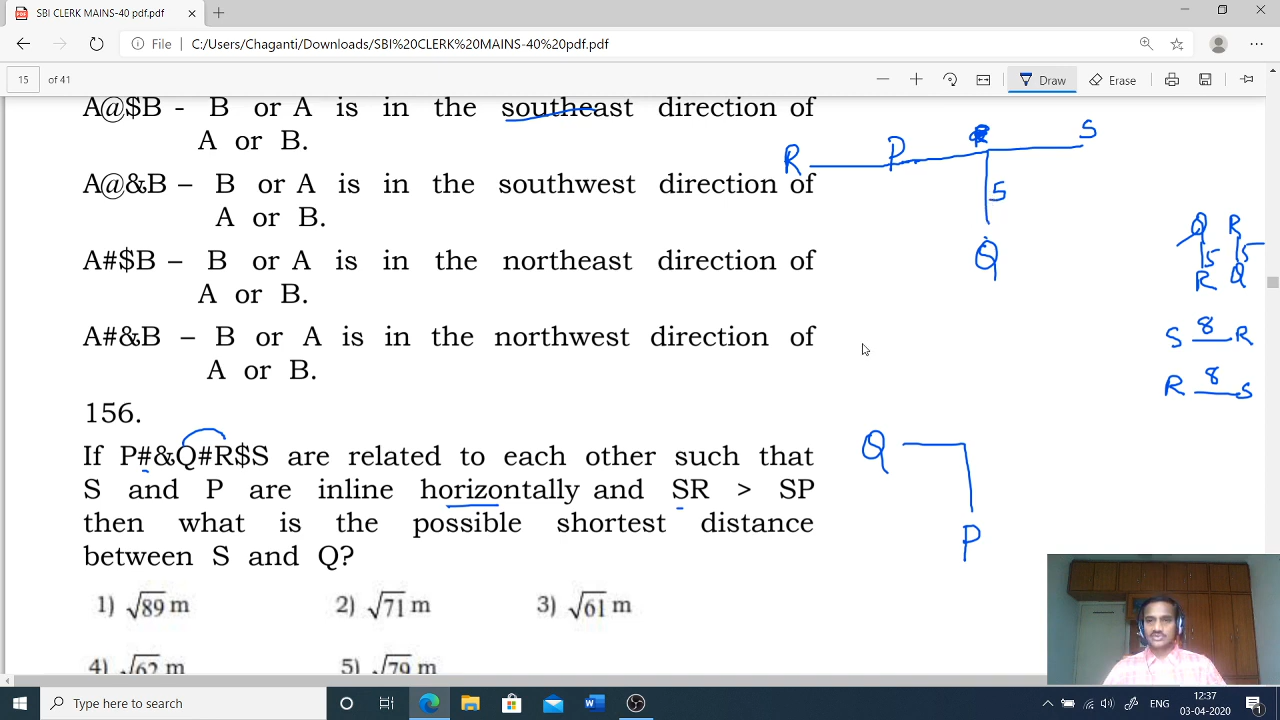 SBI CLERK MAINS-40 pdf.pdf
File C:/Users/Chaganti/Downloads/SBI%20CLERK%20MAINS-40%20pdf.pdf
15 of 41
Draw Erase
A@$B - B or A is in the southeast direction of
A or B.
A@&B – B or A is in the southwest direction of
A or B.
A#$B – B or A is in the northeast direction of
A or B.
A#&B – B or A is in the northwest direction of
A or B.
156.
If P#&Q#R$S are related to each other such that
S and P are inline horizontally and SR > SP
then what is the possible shortest distance
between S and Q?
1) √89 m 2) √71 m 3) √61 m
4) √62 m 5) √79 m
R P S
5
Q
Q R
5 5
R Q
S 8 R
R 8 S
Q
P
Type here to search
ENG
12:37
03-04-2020